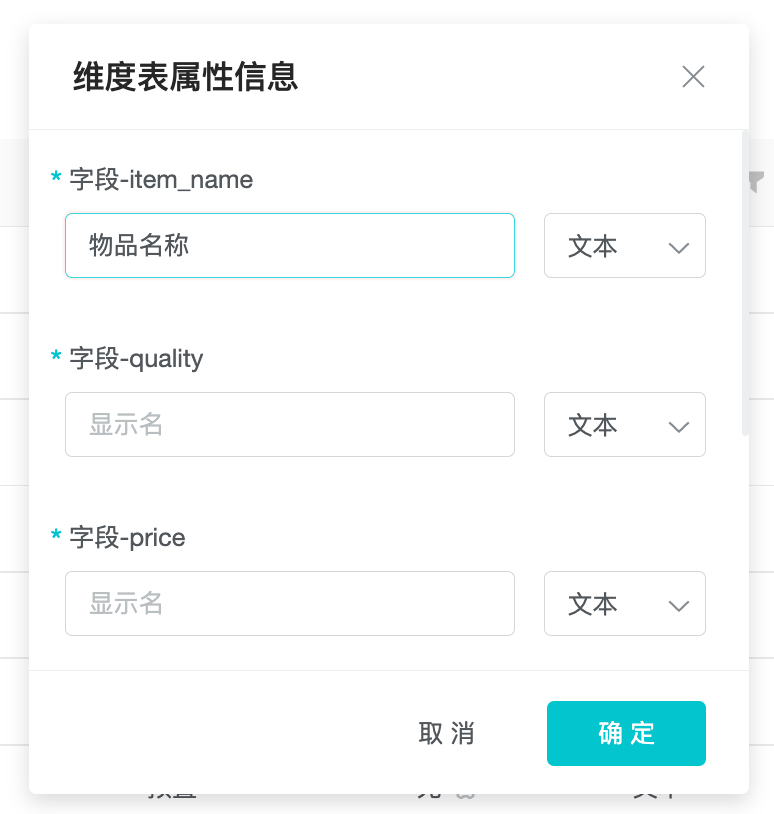 维度表属性信息
* 字段-item_name
物品名称 文本
* 字段-quality
显示名 文本
* 字段-price
显示名 文本
取 消 确 定